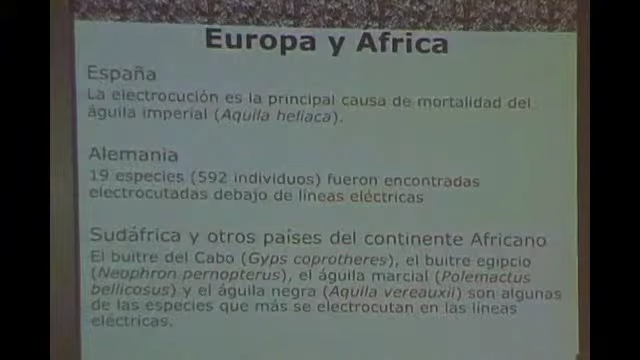 Europa y Africa
España
La electrocución es la principal causa de mortalidad del
águila imperial (Aquila heliaca).
Alemania
19 especies (592 individuos) fueron encontradas
electrocutadas debajo de líneas eléctricas
Sudáfrica y otros países del continente Africano
El buitre del Cabo (Gyps coprotheres), el buitre egipcio
(Neophron pernopterus), el águila marcial (Polemactus
bellicosus) y el águila negra (Aquila vereauxii) son algunas
de las especies que más se electrocutan en las líneas
eléctricas.